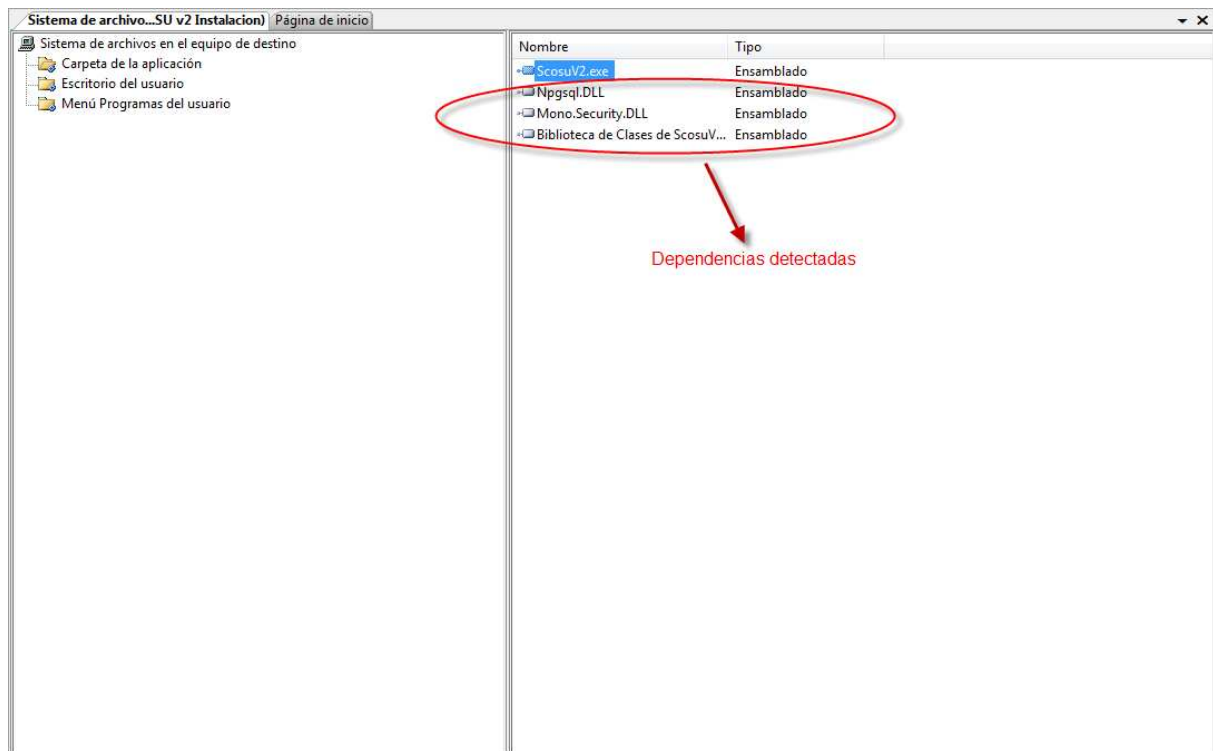 Sistema de archivo...SU v2 Instalacion) Página de inicio
Sistema de archivos en el equipo de destino
Carpeta de la aplicación
Escritorio del usuario
Menú Programas del usuario
Nombre Tipo
ScosuV2.exe Ensamblado
Npgsql.DLL Ensamblado
Mono.Security.DLL Ensamblado
Biblioteca de Clases de ScosuV... Ensamblado
Dependencias detectadas